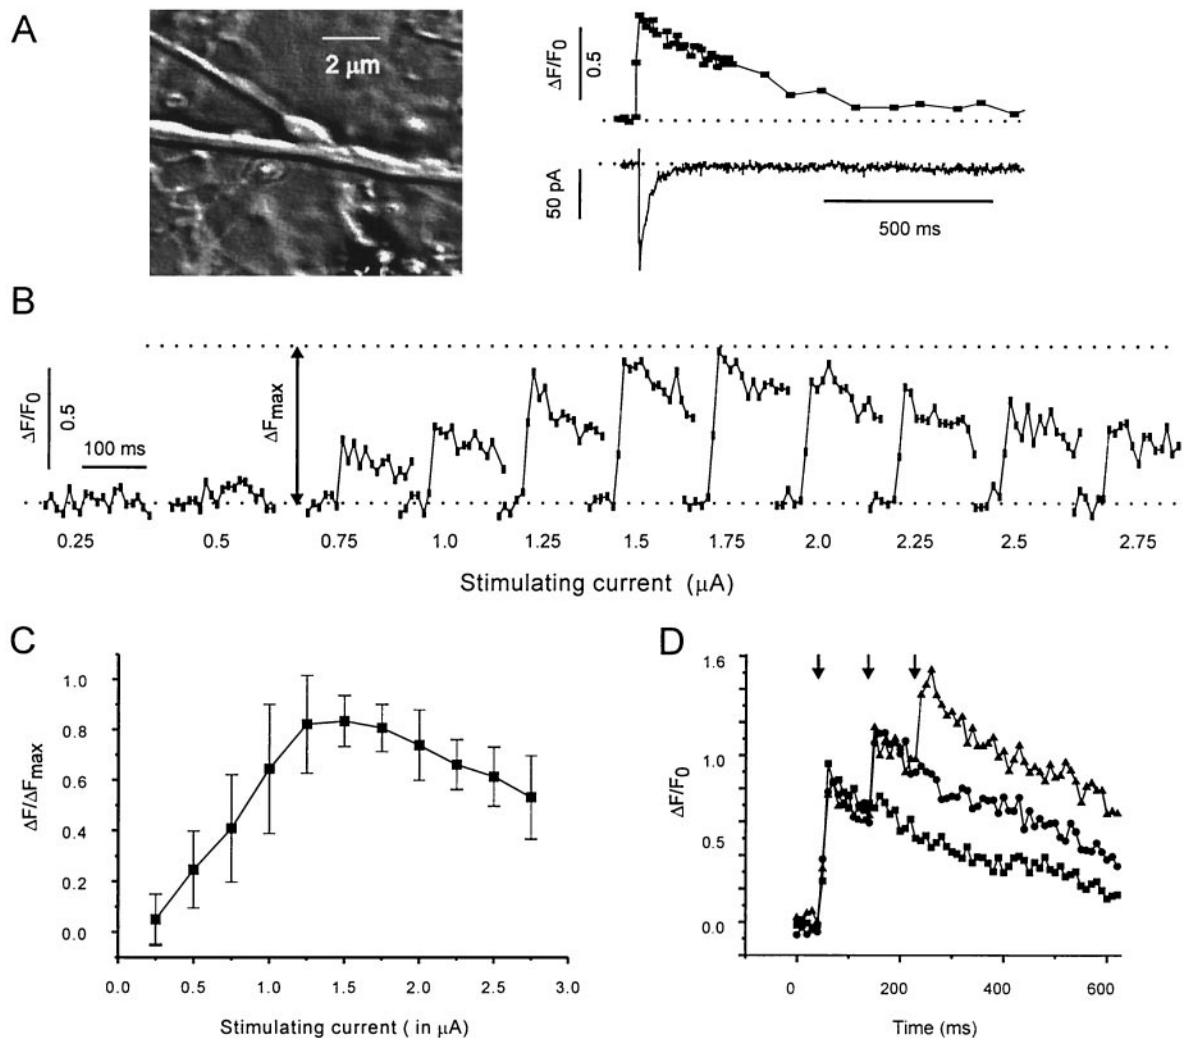 A
2 μm
ΔF/F0
0.5
50 pA
500 ms
B
ΔF/F0
0.5
100 ms
ΔFmax
0.25 0.5 0.75 1.0 1.25 1.5 1.75 2.0 2.25 2.5 2.75
Stimulating current (μA)
C
ΔF/ΔFmax
1.0
0.8
0.6
0.4
0.2
0.0
0.0 0.5 1.0 1.5 2.0 2.5 3.0
Stimulating current ( in μA)
D
ΔF/F0
1.6
1.0
0.5
0.0
0 200 400 600
Time (ms)